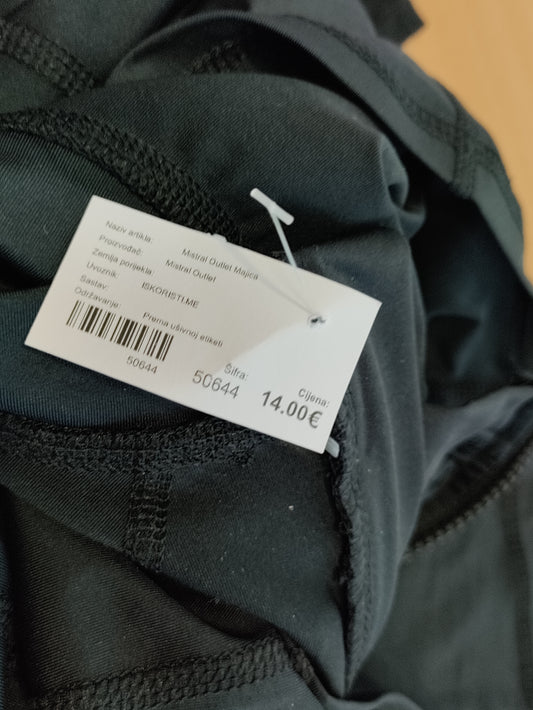 Naziv artikla: Mistral Outlet Majica
Proizvođač: Mistral Outlet
Zemlja porijekla:
Uvoznik: ISKORISTI.ME
Sastav:
Održavanje: Prema ušivnoj etiketi
50644
Šifra: 50644
Cijena: 14.00€